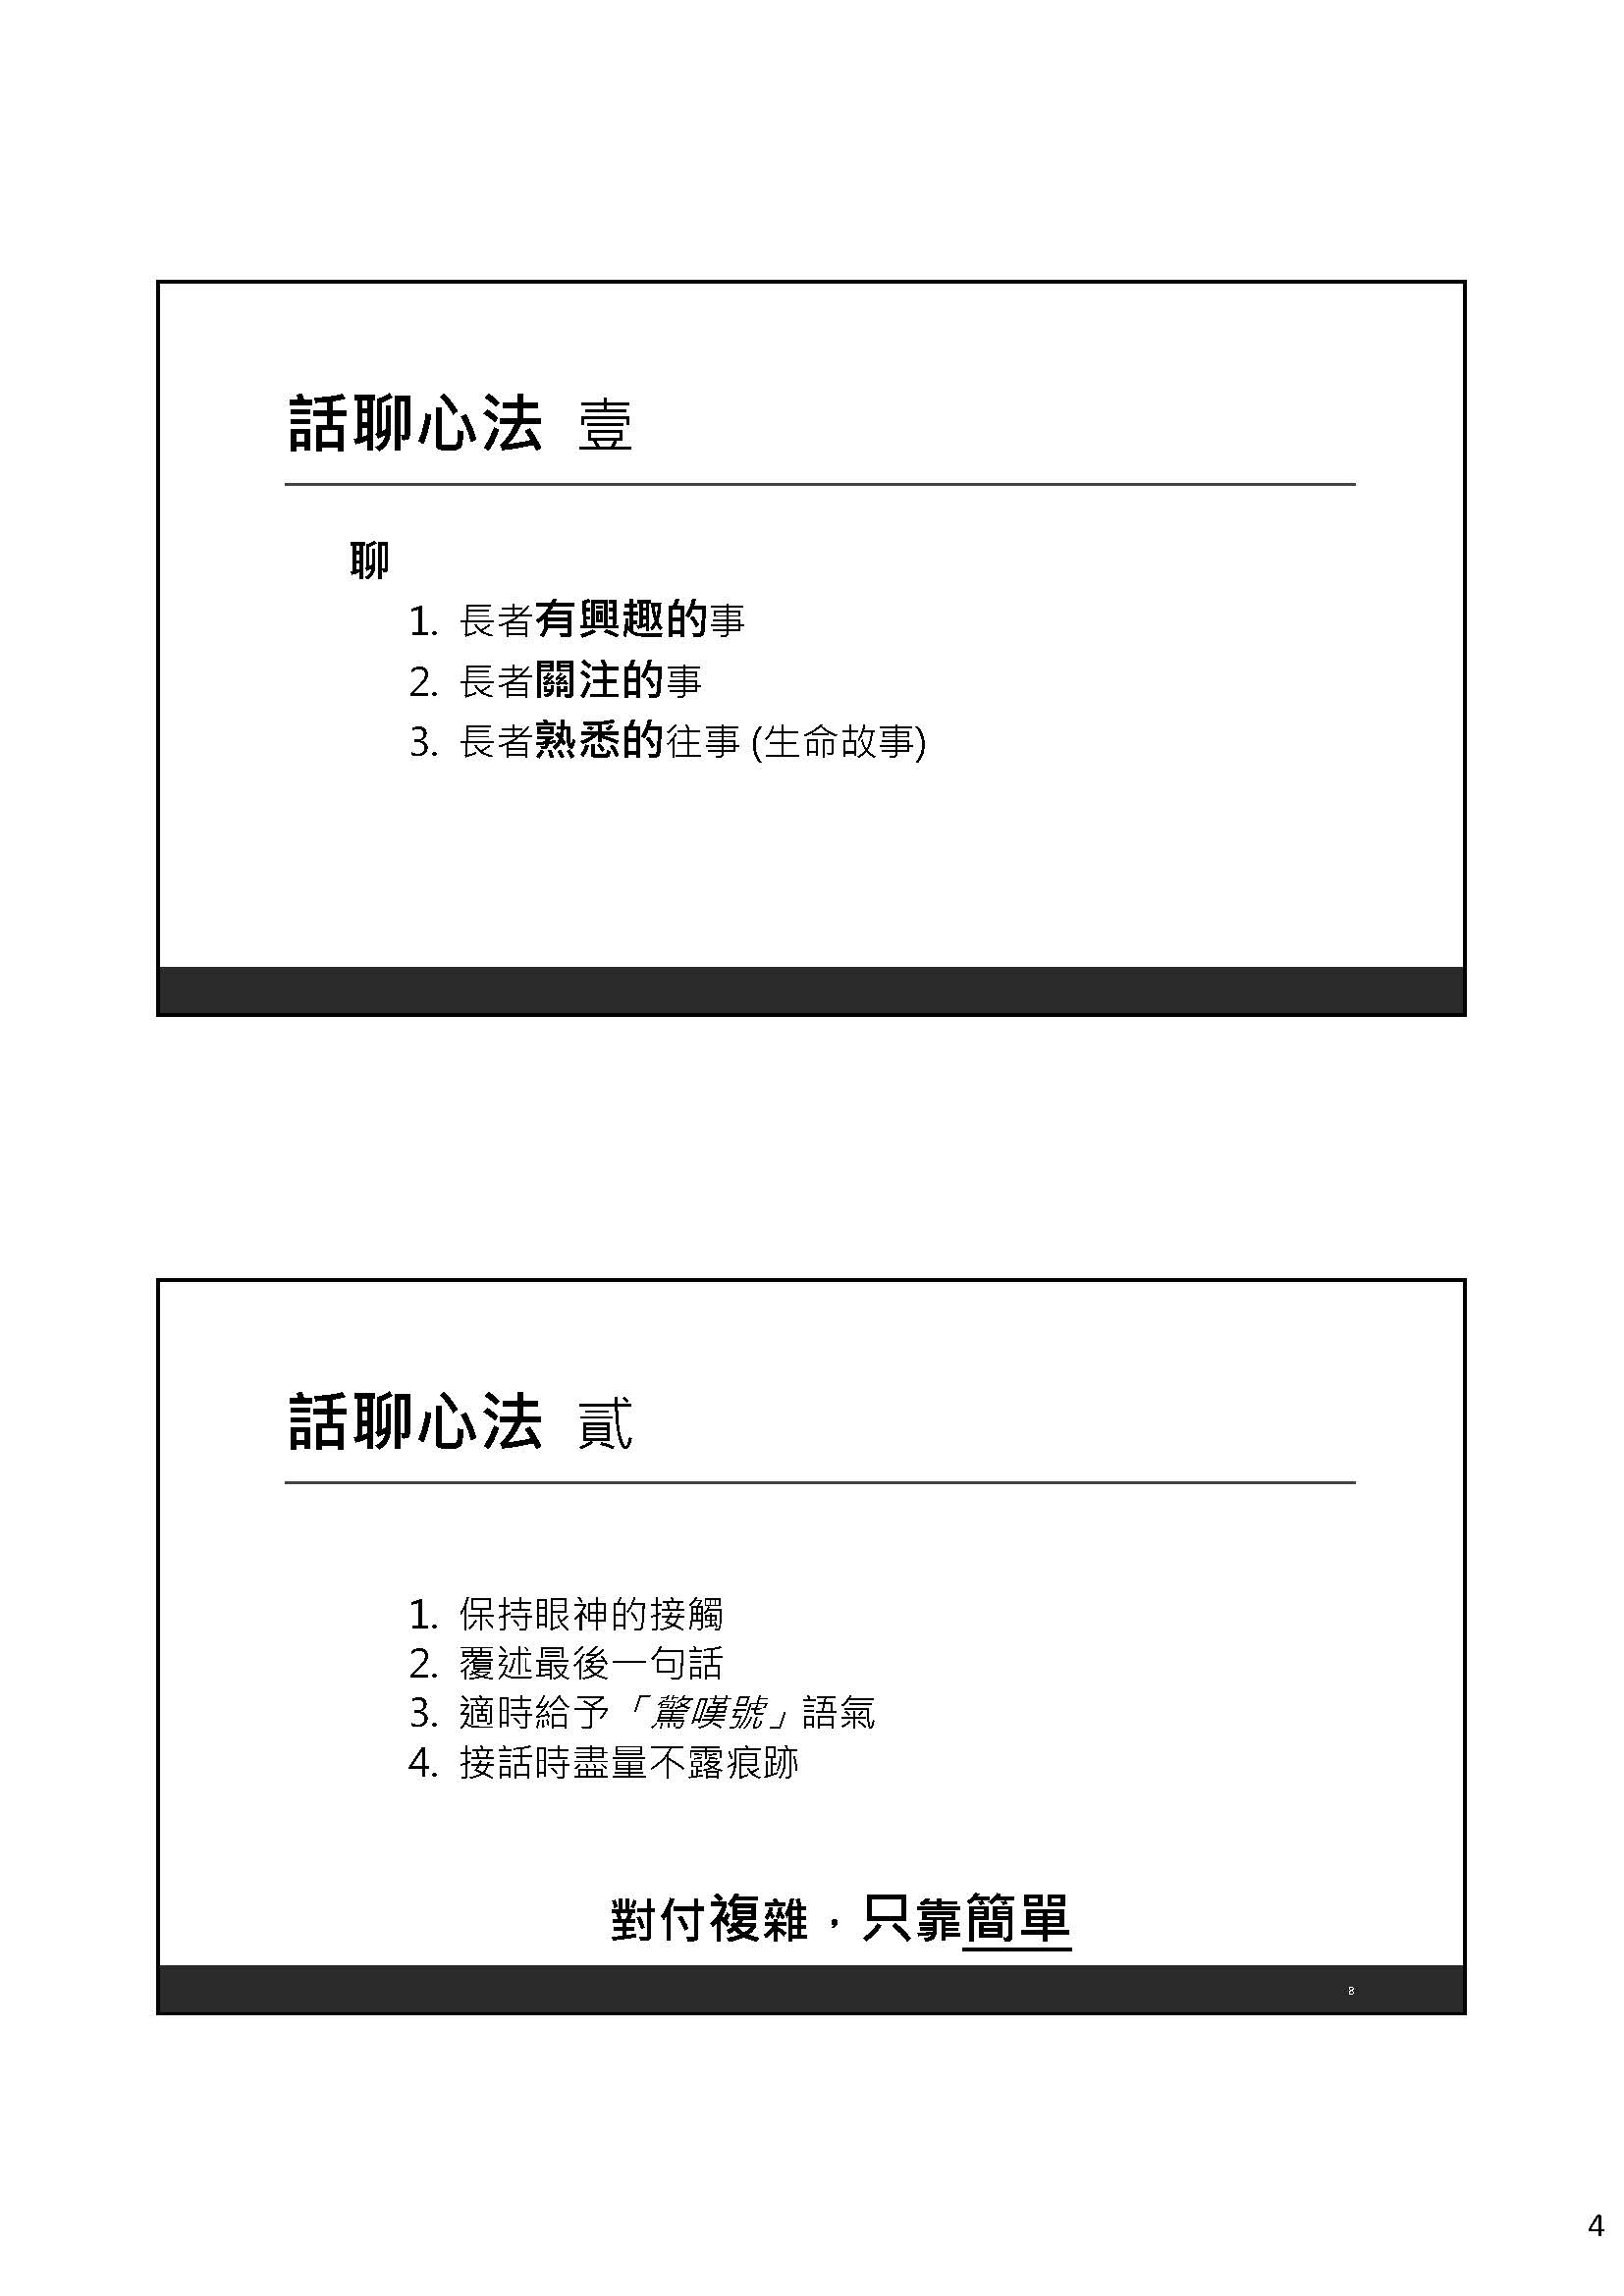 話聊心法 壹
聊
1. 長者有興趣的事
2. 長者關注的事
3. 長者熟悉的往事 (生命故事)
話聊心法 貳
1. 保持眼神的接觸
2. 覆述最後一句話
3. 適時給予「驚嘆號」語氣
4. 接話時盡量不露痕跡
對付複雜，只靠簡單
8
4